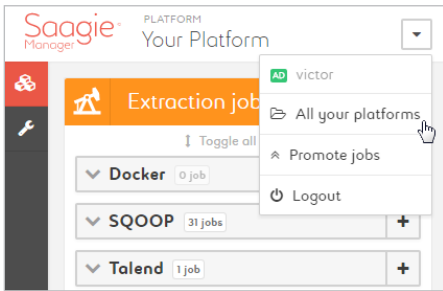 Saagie
Manager
PLATFORM
Your Platform
AD victor
All your platforms
Promote jobs
Logout
Extraction job
Toggle all
Docker 0 job
SQOOP 31 jobs +
Talend 1 job +